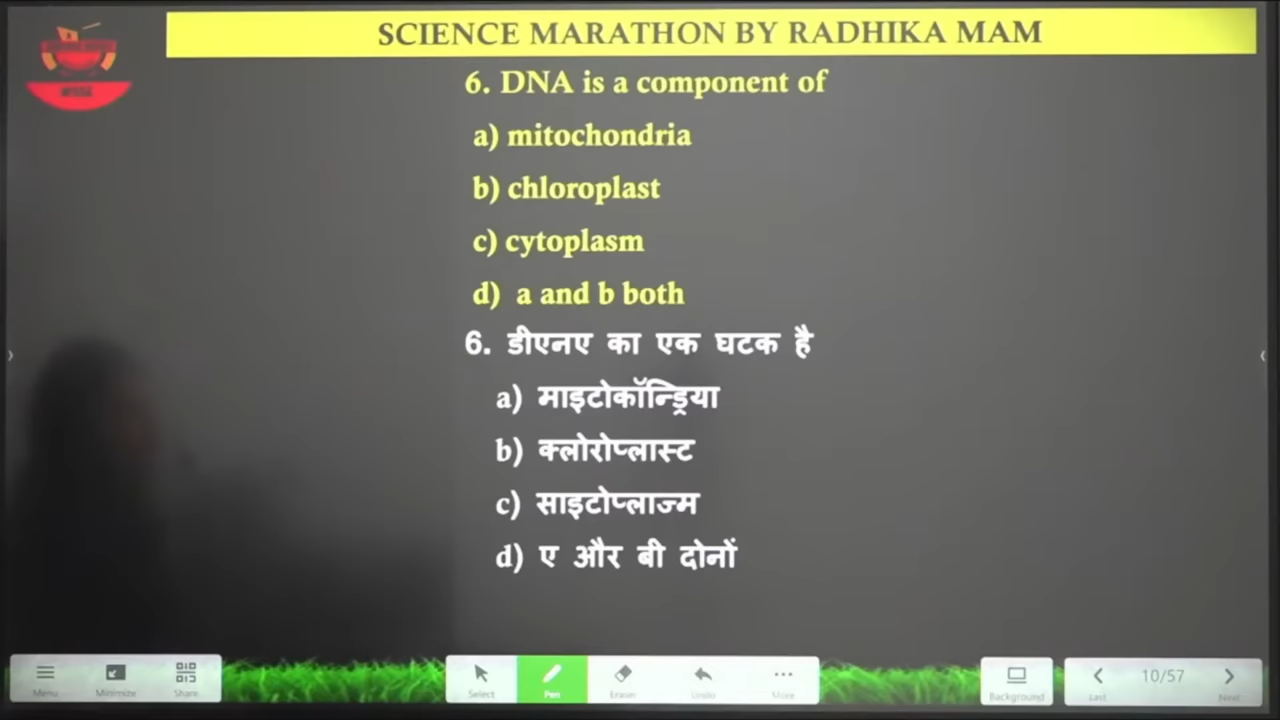 SCIENCE MARATHON BY RADHIKA MAM
6. DNA is a component of
a) mitochondria
b) chloroplast
c) cytoplasm
d) a and b both
6. डीएनए का एक घटक है
a) माइटोकॉन्ड्रिया
b) क्लोरोप्लास्ट
c) साइटोप्लाज्म
d) ए और बी दोनों
Menu Minimize Share Select Pen Eraser Undo More Background Last 10/57 Next